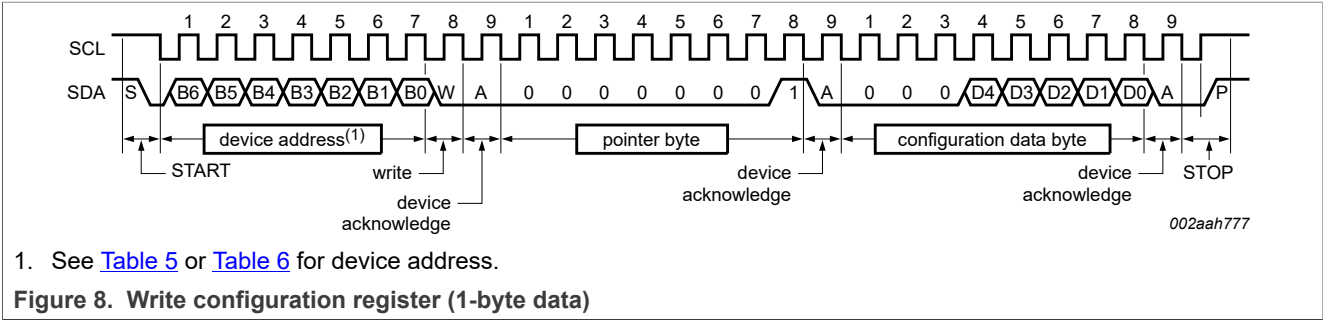 1 2 3 4 5 6 7 8 9 1 2 3 4 5 6 7 8 9 1 2 3 4 5 6 7 8 9
SCL
SDA S B6 B5 B4 B3 B2 B1 B0 W A 0 0 0 0 0 0 0 1 A 0 0 0 D4 D3 D2 D1 D0 A P
device address(1) pointer byte configuration data byte
START write device device STOP
device acknowledge acknowledge
acknowledge 002aah777
1. See Table 5 or Table 6 for device address.
Figure 8. Write configuration register (1-byte data)